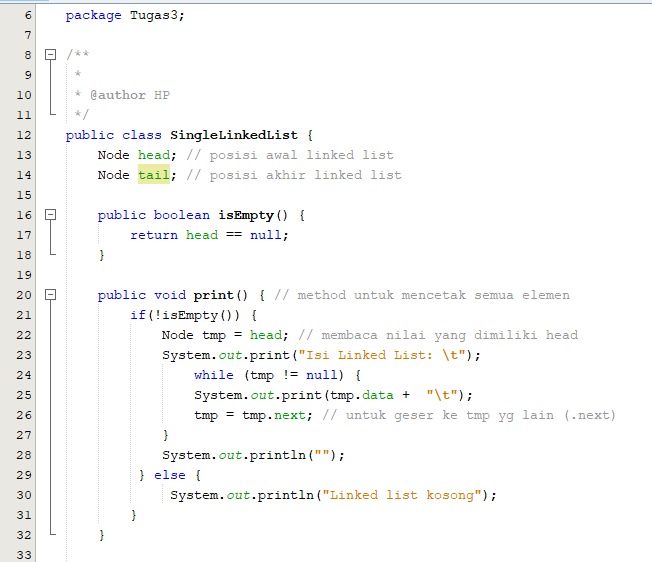 6 package Tugas3;
7
8 /**
9 *
10 * @author HP
11 */
12 public class SingleLinkedList {
13 Node head; // posisi awal linked list
14 Node tail; // posisi akhir linked list
15
16 public boolean isEmpty() {
17 return head == null;
18 }
19
20 public void print() { // method untuk mencetak semua elemen
21 if(!isEmpty()) {
22 Node tmp = head; // membaca nilai yang dimiliki head
23 System.out.print("Isi Linked List: \t");
24 while (tmp != null) {
25 System.out.print(tmp.data +  "\t");
26 tmp = tmp.next; // untuk geser ke tmp yg lain (.next)
27 }
28 System.out.println("");
29 } else {
30 System.out.println("Linked list kosong");
31 }
32 }
33